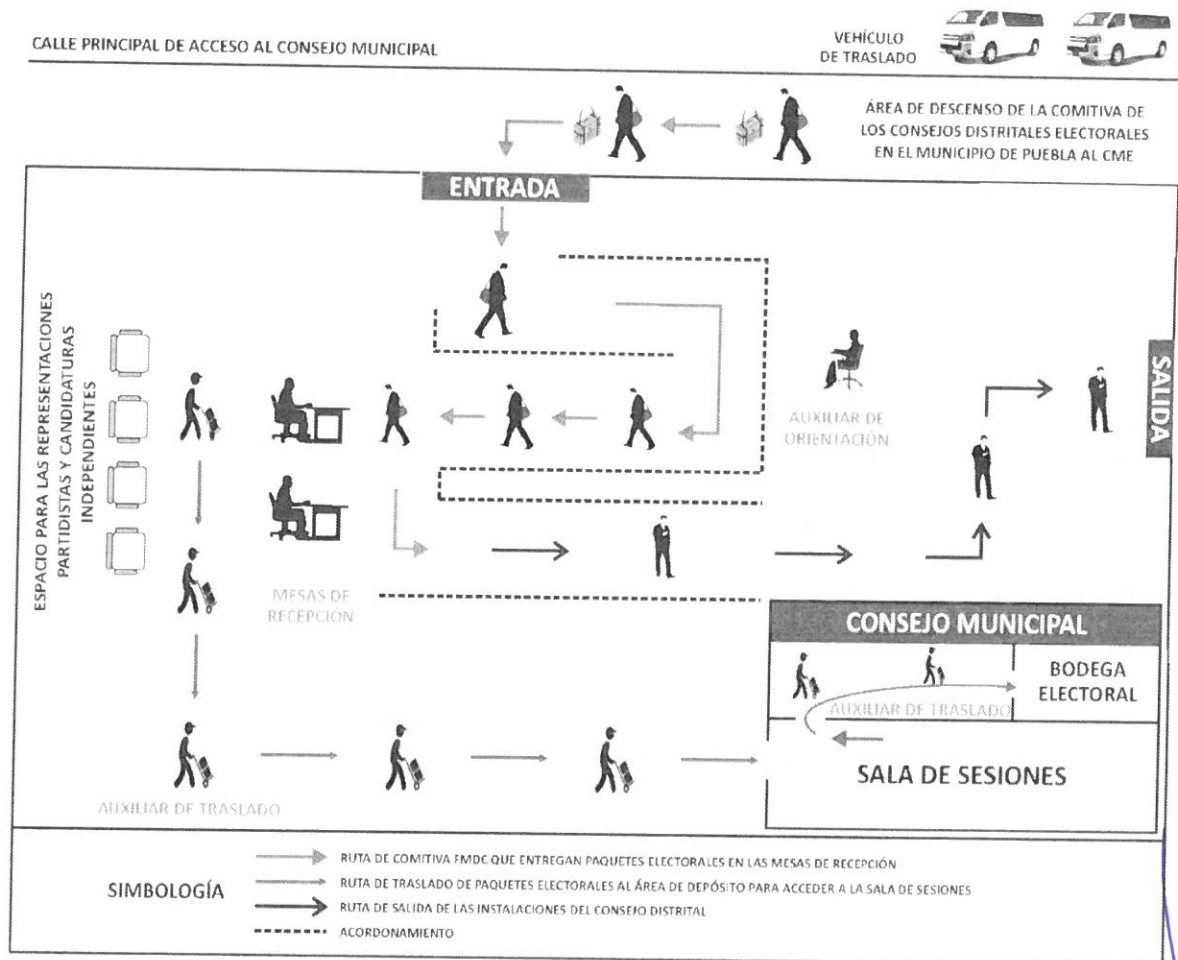 CALLE PRINCIPAL DE ACCESO AL CONSEJO MUNICIPAL
VEHÍCULO
DE TRASLADO
ÁREA DE DESCENSO DE LA COMITIVA DE
LOS CONSEJOS DISTRITALES ELECTORALES
EN EL MUNICIPIO DE PUEBLA AL CME
ENTRADA
ESPACIO PARA LAS REPRESENTACIONES
PARTIDISTAS Y CANDIDATURAS
INDEPENDIENTES
AUXILIAR DE
ORIENTACIÓN
SALIDA
MESAS DE
RECEPCIÓN
CONSEJO MUNICIPAL
BODEGA
ELECTORAL
AUXILIAR DE TRASLADO
SALA DE SESIONES
AUXILIAR DE TRASLADO
SIMBOLOGÍA
RUTA DE COMITIVA FMDC QUE ENTREGAN PAQUETES ELECTORALES EN LAS MESAS DE RECEPCIÓN
RUTA DE TRASLADO DE PAQUETES ELECTORALES AL ÁREA DE DEPÓSITO PARA ACCEDER A LA SALA DE SESIONES
RUTA DE SALIDA DE LAS INSTALACIONES DEL CONSEJO DISTRITAL
ACORDONAMIENTO